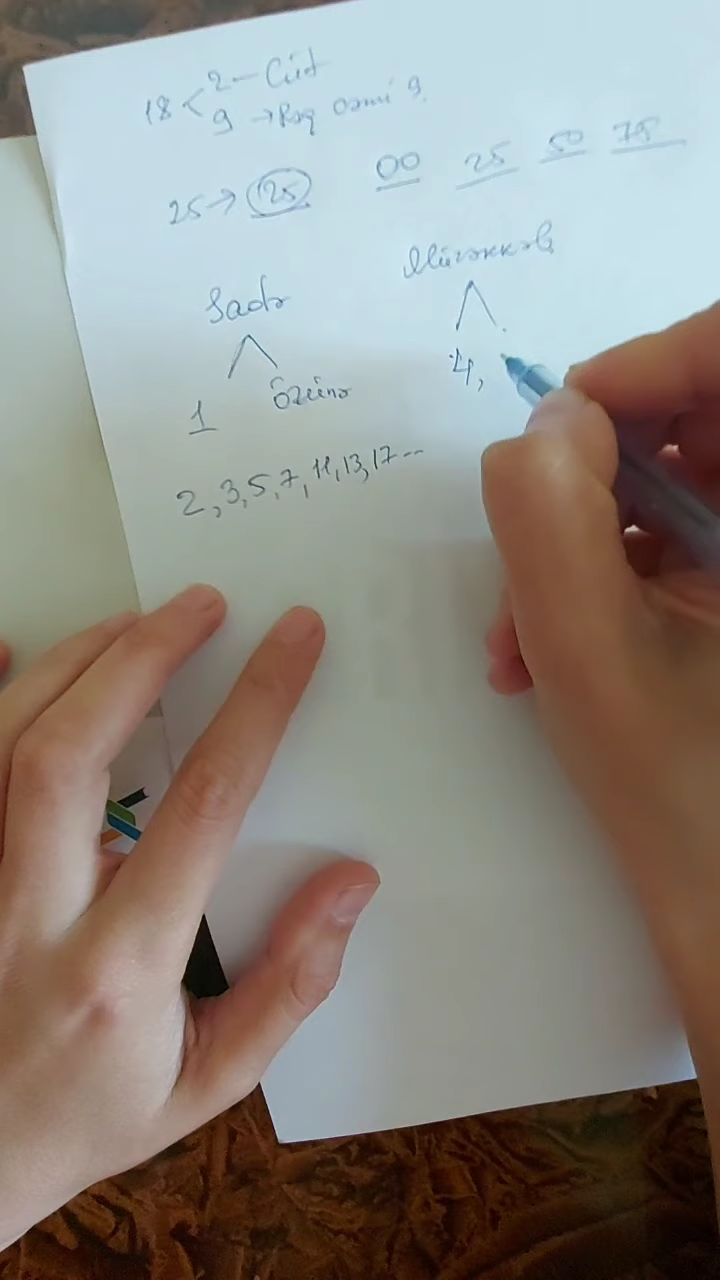 18 < 2 — Cüt
9 → Rəq cəmi 9.
25 → 25 00 25 50 75
Sadə Mürəkkəb
1 Özünə 4,
2, 3, 5, 7, 11, 13, 17 ...